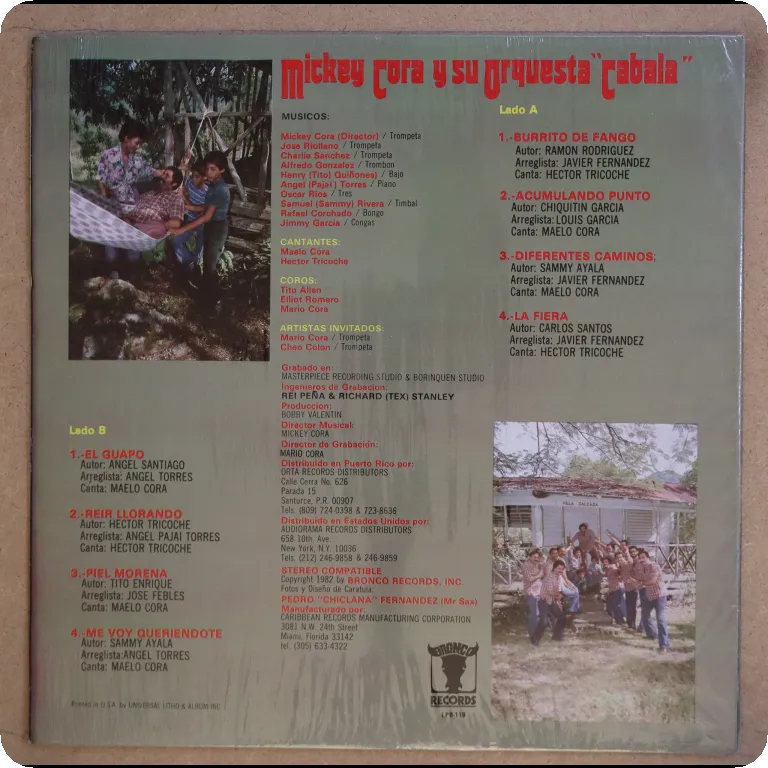 Mickey Cora y su Orquesta "Cabala"
MUSICOS:
Mickey Cora (Director) / Trompeta
Jose Riollano / Trompeta
Charlie Sanchez / Trompeta
Alfredo Gonzalez / Trombon
Henry (Tito) Quiñones / Bajo
Angel (Pajai) Torres / Piano
Oscar Rios / Tres
Samuel (Sammy) Rivera / Timbal
Rafael Corchado / Bongo
Jimmy Garcia / Congas
CANTANTES:
Maelo Cora
Hector Tricoche
COROS:
Tito Allen
Elliot Romero
Mario Cora
ARTISTAS INVITADOS:
Mario Cora / Trompeta
Cheo Colon / Trompeta
Grabado en:
MASTERPIECE RECORDING STUDIO & BORINQUEN STUDIO
Ingenieros de Grabacion:
REI PEÑA & RICHARD (TEX) STANLEY
Produccion:
BOBBY VALENTIN
Director Musical:
MICKEY CORA
Director de Grabación:
MARIO CORA
Distribuido en Puerto Rico por:
ORTA RECORDS DISTRIBUTORS
Calle Cerra No. 626
Parada 15
Santurce, P.R. 00907
Tels. (809) 724-0398 & 723-8636
Distribuido en Estados Unidos por:
AUDIORAMA RECORDS DISTRIBUTORS
658 10th Ave.
New York, N.Y. 10036
Tels. (212) 246-9858 & 246-9859
STEREO COMPATIBLE
Copyright 1982 by BRONCO RECORDS, INC.
Fotos y Diseño de Caratula:
PEDRO "CHICLANA" FERNANDEZ (Mr Sex)
Manufacturado por:
CARIBBEAN RECORDS MANUFACTURING CORPORATION
3081 N.W. 24th Street
Miami, Florida 33142
tel. (305) 633-4322
Lado A
1.-BURRITO DE FANGO
Autor: RAMON RODRIGUEZ
Arreglista: JAVIER FERNANDEZ
Canta: HECTOR TRICOCHE
2.-ACUMULANDO PUNTO
Autor: CHIQUITIN GARCIA
Arreglista: LOUIS GARCIA
Canta: MAELO CORA
3.-DIFERENTES CAMINOS;
Autor: SAMMY AYALA
Arreglista: JAVIER FERNANDEZ
Canta: MAELO CORA
4.-LA FIERA
Autor: CARLOS SANTOS
Arreglista: JAVIER FERNANDEZ
Canta: HECTOR TRICOCHE
Lado B
1.-EL GUAPO
Autor: ANGEL SANTIAGO
Arreglista: ANGEL TORRES
Canta: MAELO CORA
2.-REIR LLORANDO
Autor: HECTOR TRICOCHE
Arreglista: ANGEL PAJAI TORRES
Canta: HECTOR TRICOCHE
3.-PIEL MORENA
Autor: TITO ENRIQUE
Arreglista: JOSE FEBLES
Canta: MAELO CORA
4.-ME VOY QUERIENDOTE
Autor: SAMMY AYALA
Arreglista:ANGEL TORRES
Canta: MAELO CORA
Printed in U.S.A. by UNIVERSAL LITHO & ALBUM INC
BRONCO
RECORDS
LPB 119